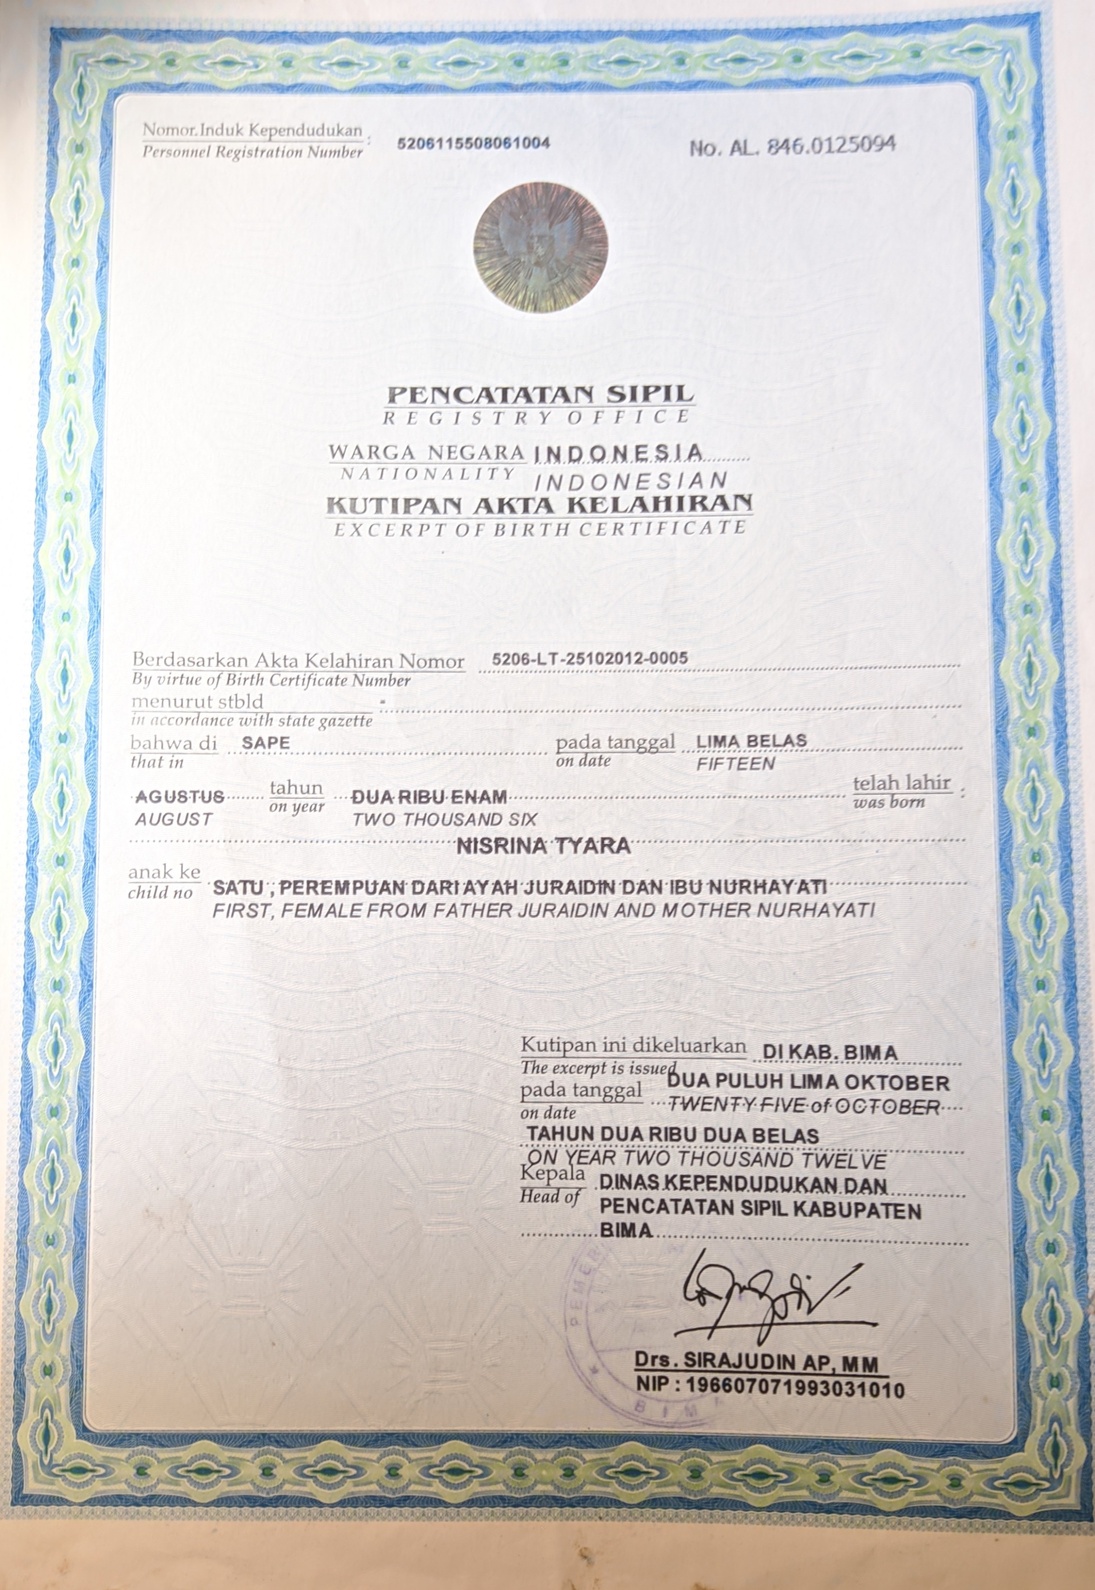 Nomor Induk Kependudukan : 5206115508061004 No. AL. 846.0125094
Personnel Registration Number
PENCATATAN SIPIL
REGISTRY OFFICE
WARGA NEGARA INDONESIA
NATIONALITY INDONESIAN
KUTIPAN AKTA KELAHIRAN
EXCERPT OF BIRTH CERTIFICATE
Berdasarkan Akta Kelahiran Nomor 5206-LT-25102012-0005
By virtue of Birth Certificate Number
menurut stbld -
in accordance with state gazette
bahwa di SAPE pada tanggal LIMA BELAS
that in on date FIFTEEN
AGUSTUS tahun DUA RIBU ENAM telah lahir :
AUGUST on year TWO THOUSAND SIX was born
NISRINA TYARA
anak ke SATU , PEREMPUAN DARI AYAH JURAIDIN DAN IBU NURHAYATI
child no FIRST, FEMALE FROM FATHER JURAIDIN AND MOTHER NURHAYATI
Kutipan ini dikeluarkan DI KAB. BIMA
The excerpt is issued
pada tanggal DUA PULUH LIMA OKTOBER
on date TWENTY FIVE of OCTOBER
TAHUN DUA RIBU DUA BELAS
ON YEAR TWO THOUSAND TWELVE
Kepala DINAS KEPENDUDUKAN DAN
Head of PENCATATAN SIPIL KABUPATEN
BIMA
Drs. SIRAJUDIN AP, MM
NIP : 196607071993031010
BIMA